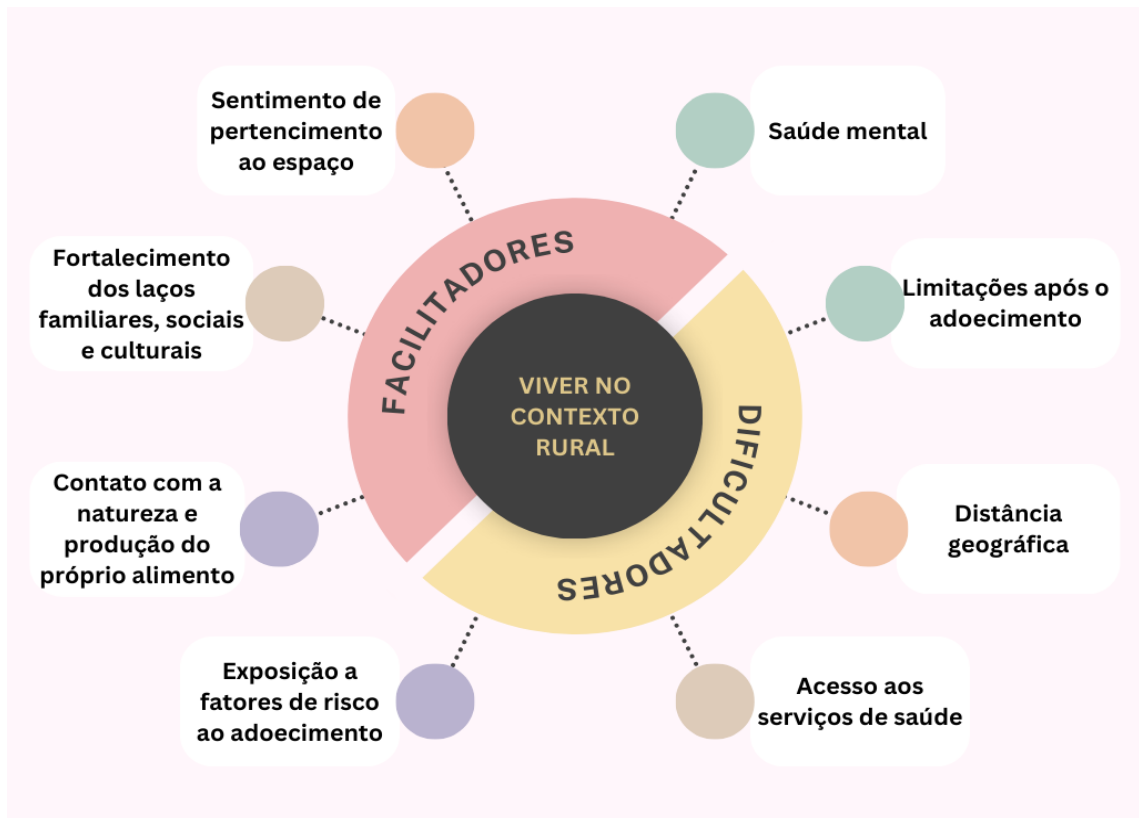 Sentimento de
pertencimento
ao espaço
Saúde mental
Fortalecimento
dos laços
familiares, sociais
e culturais
Limitações após o
adoecimento
FACILITADORES
VIVER NO
CONTEXTO
RURAL
DIFICULTADORES
Contato com a
natureza e
produção do
próprio alimento
Distância
geográfica
Exposição a
fatores de risco
ao adoecimento
Acesso aos
serviços de saúde